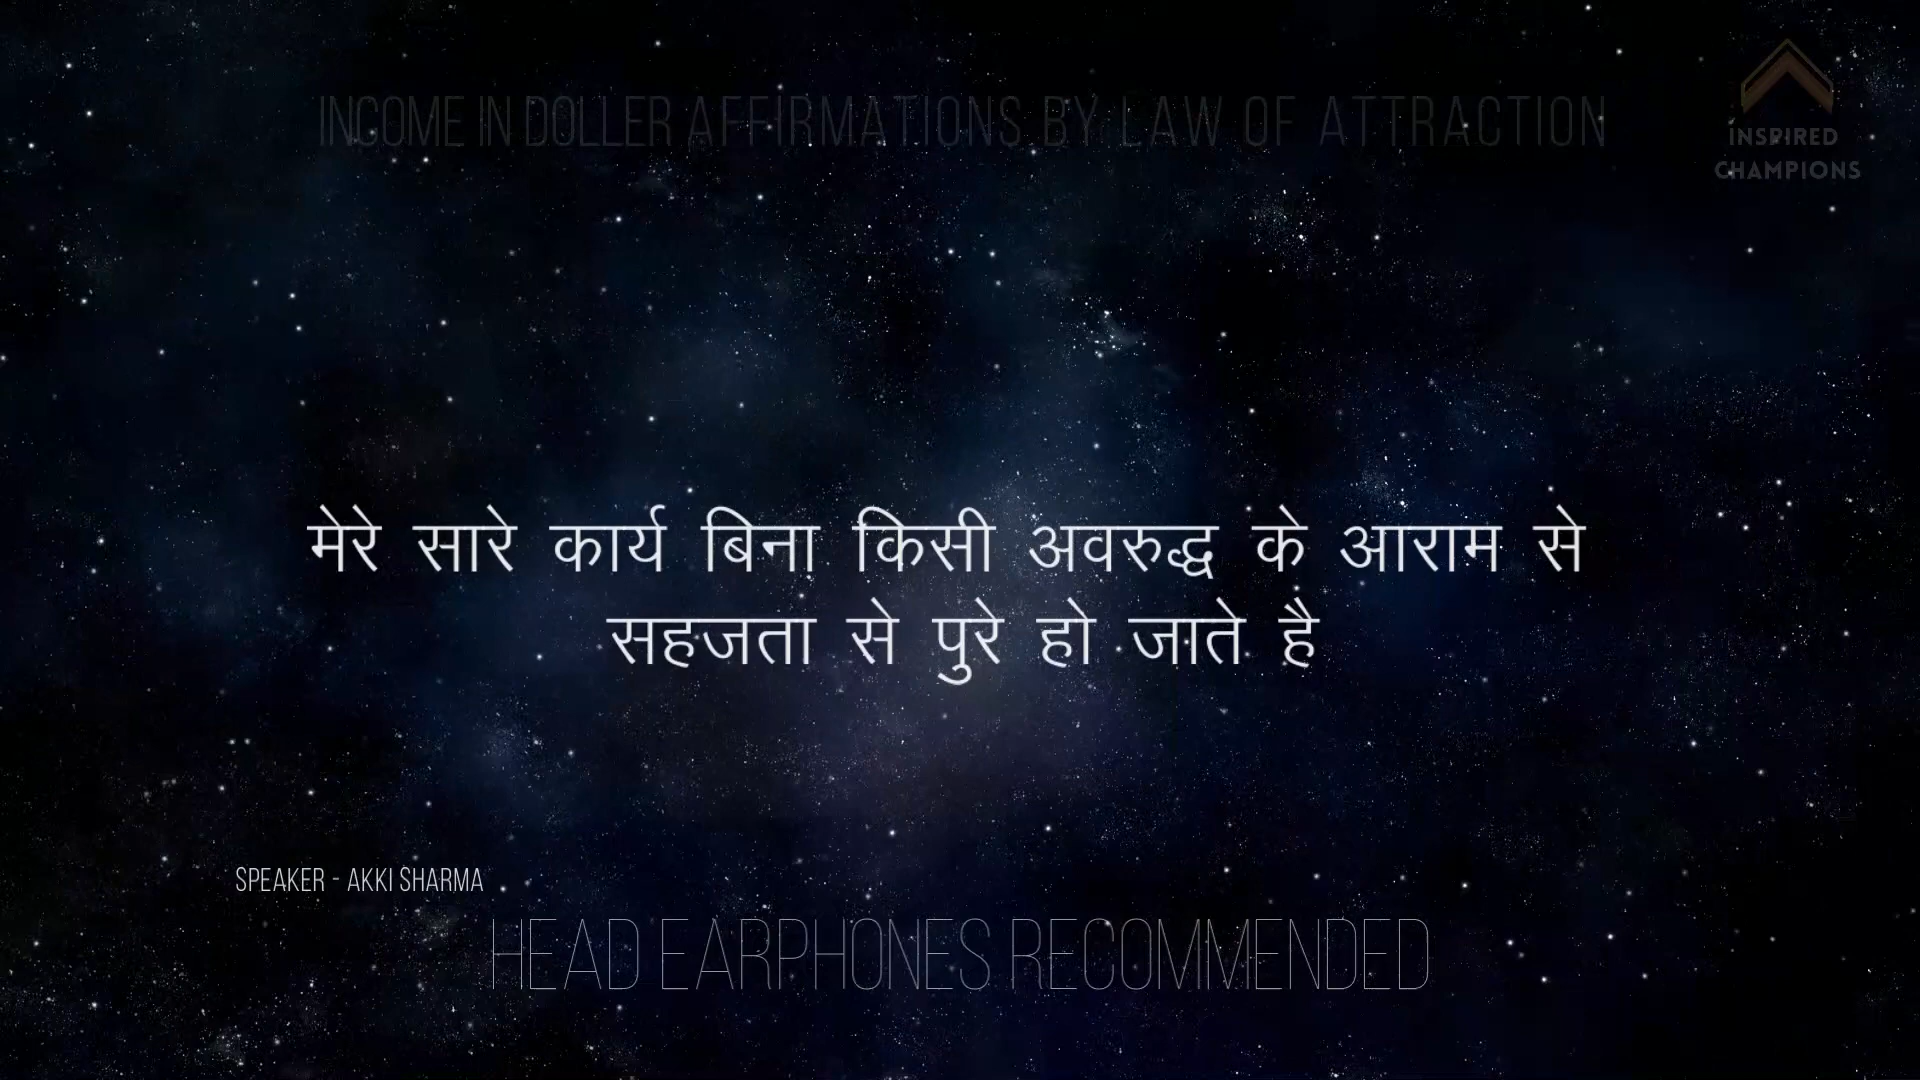 INCOME IN DOLLER AFFIRMATIONS BY LAW OF ATTRACTION
INSPIRED
CHAMPIONS
मेरे सारे कार्य बिना किसी अवरुद्ध के आराम से
सहजता से पुरे हो जाते है
SPEAKER - AKKI SHARMA
HEAD EARPHONES RECOMMENDED